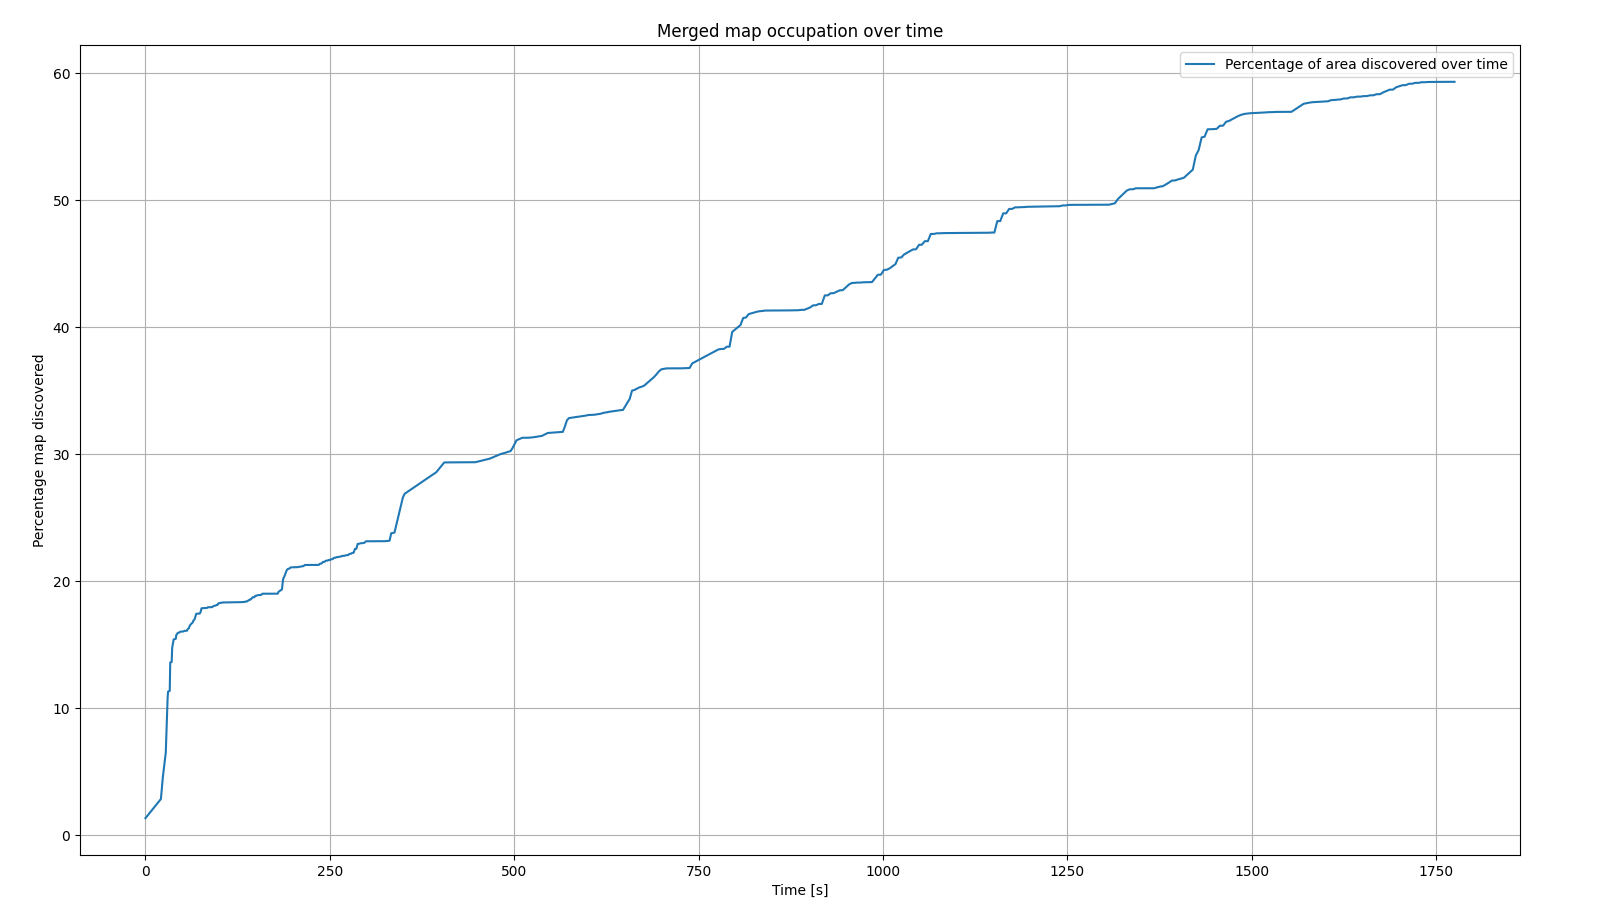 Merged map occupation over time
Percentage of area discovered over time
60
50
40
30
20
10
0
Percentage map discovered
0 250 500 750 1000 1250 1500 1750
Time [s]